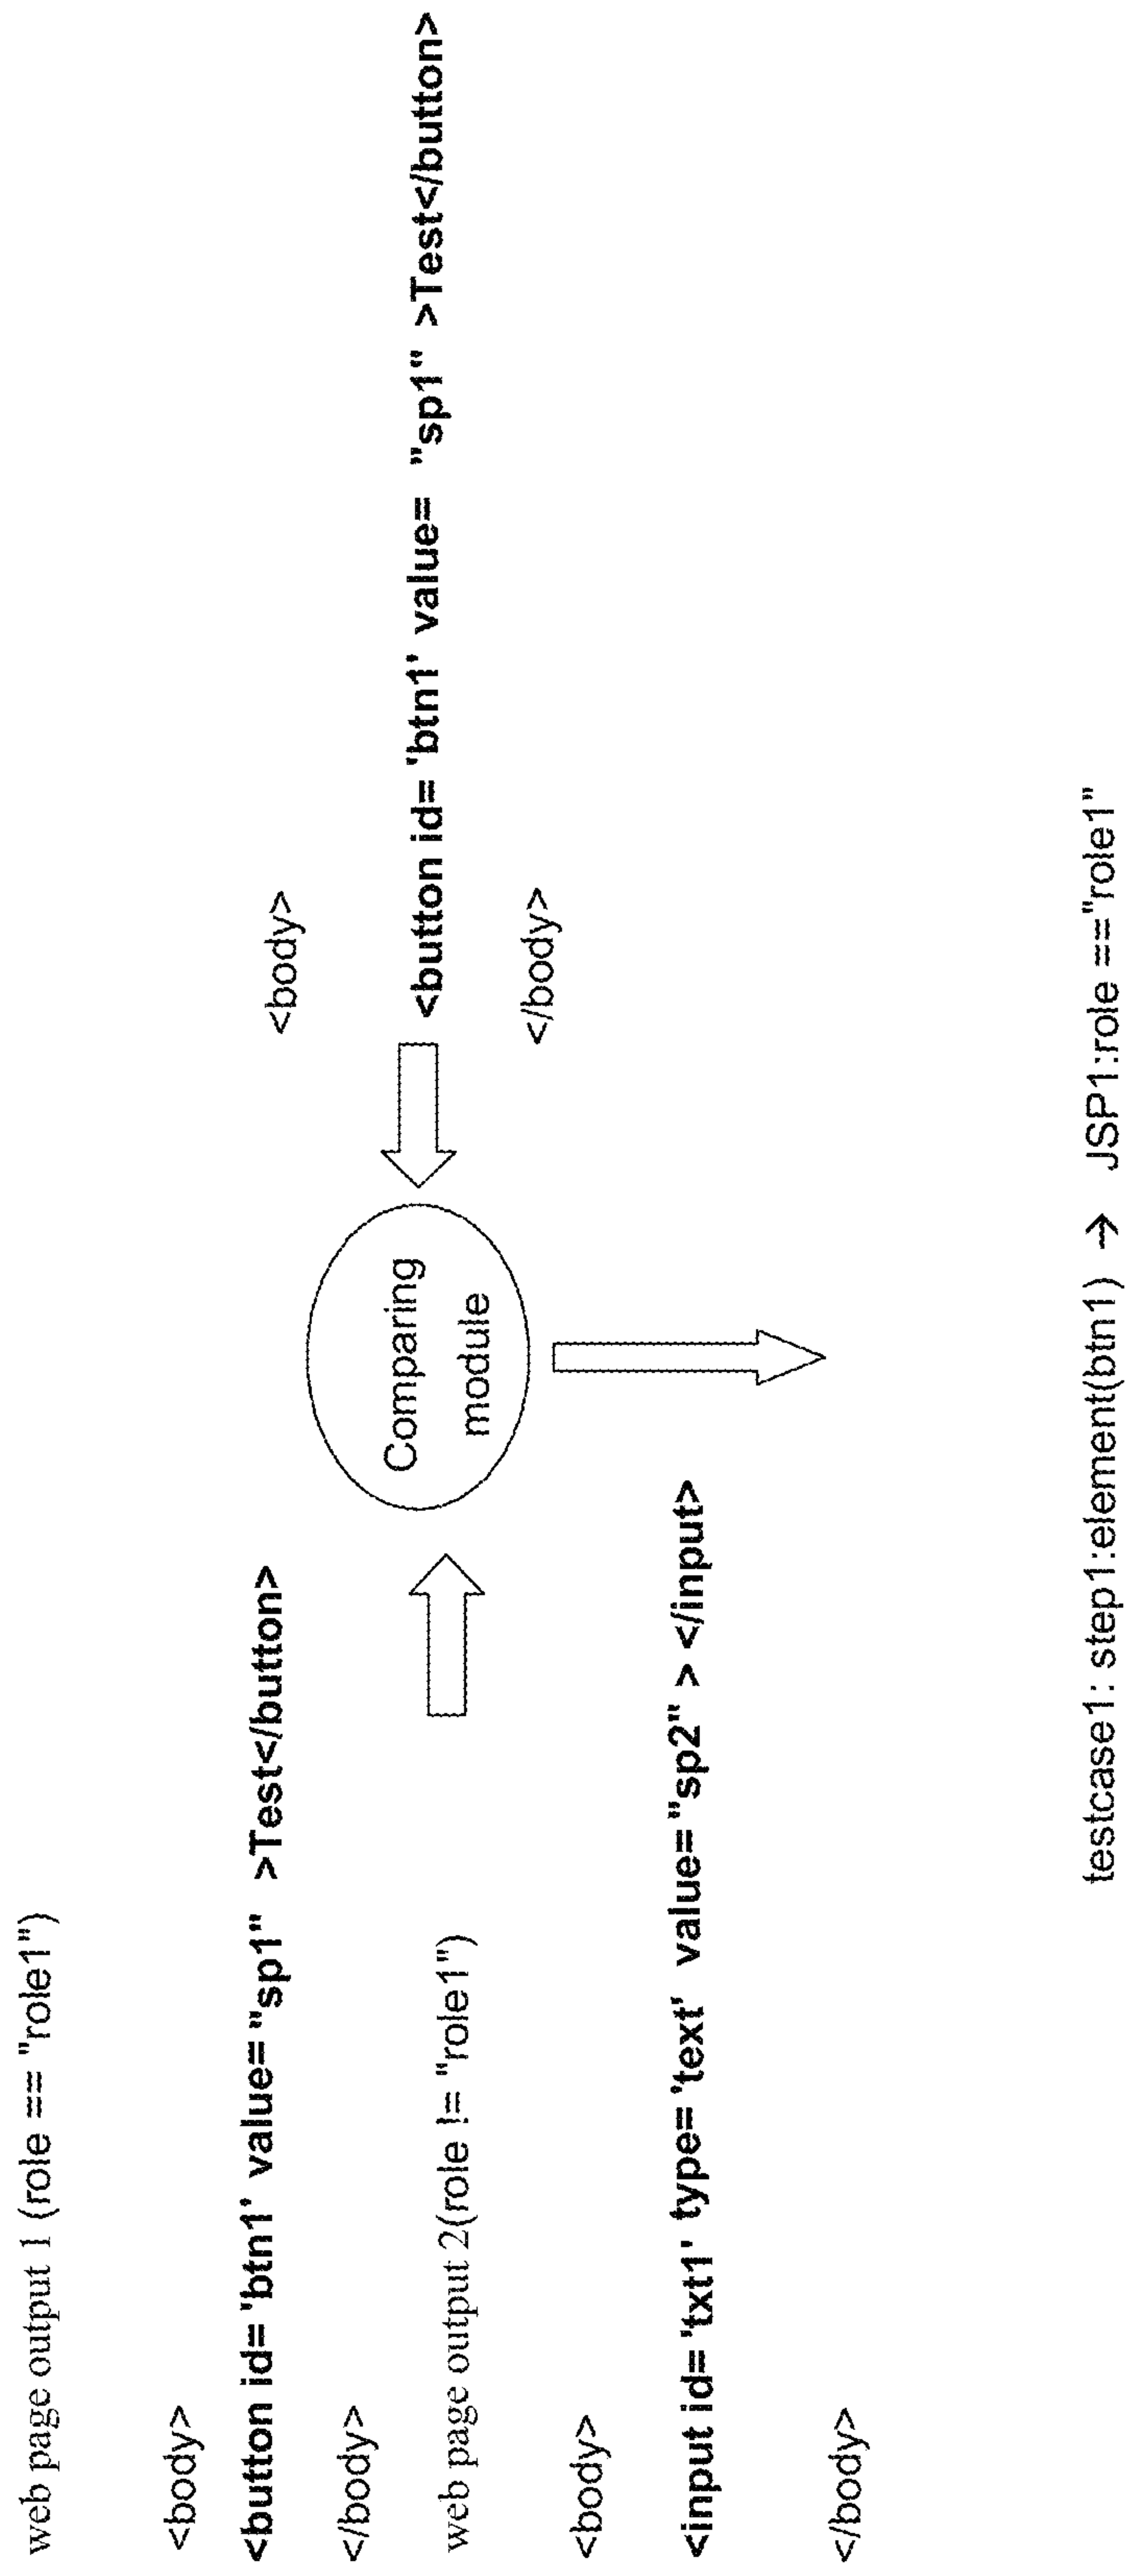 web page output 1 (role == "role1")
<body>
<button id='btn1' value="sp1" >Test</button>
</body>
web page output 2(role != "role1")
<body>
<input id='txt1' type='text' value="sp2" > </input>
</body>
Comparing
module
<body>
<button id='btn1' value= "sp1" >Test</button>
</body>
testcase1: step1:element(btn1) → JSP1:role =="role1"